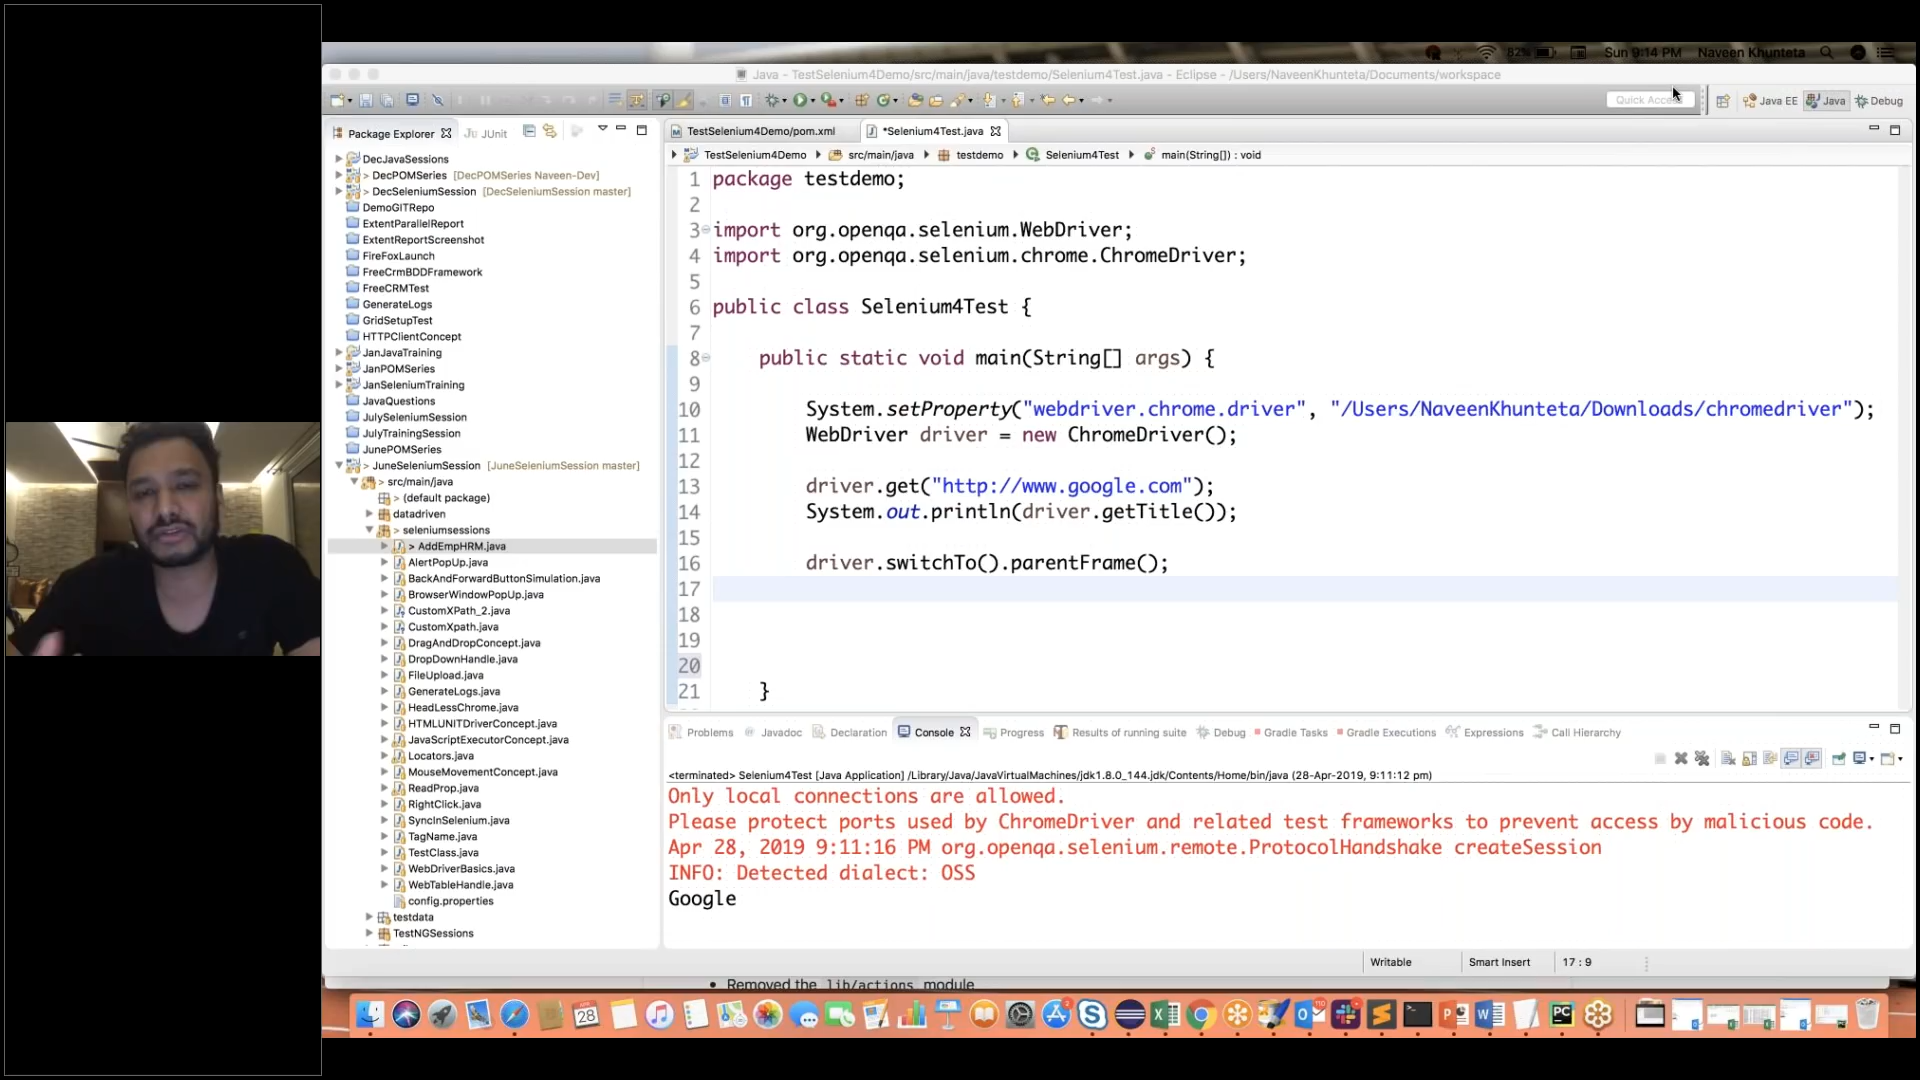 82%
Sun 9:14 PM
Naveen Khunteta
Java - TestSelenium4Demo/src/main/java/testdemo/Selenium4Test.java - Eclipse - /Users/NaveenKhunteta/Documents/workspace
Quick Access
Java EE
Java
Debug
Package Explorer
JUnit
DecJavaSessions
> DecPOMSeries [DecPOMSeries Naveen-Dev]
> DecSeleniumSession [DecSeleniumSession master]
DemoGITRepo
ExtentParallelReport
ExtentReportScreenshot
FireFoxLaunch
FreeCrmBDDFramework
FreeCRMTest
GenerateLogs
GridSetupTest
HTTPClientConcept
JanJavaTraining
JanPOMSeries
JanSeleniumTraining
JavaQuestions
JulySeleniumSession
JulyTrainingSession
JunePOMSeries
> JuneSeleniumSession [JuneSeleniumSession master]
> src/main/java
> (default package)
datadriven
> seleniumsessions
> AddEmpHRM.java
AlertPopUp.java
BackAndForwardButtonSimulation.java
BrowserWindowPopUp.java
CustomXPath_2.java
CustomXpath.java
DragAndDropConcept.java
DropDownHandle.java
FileUpload.java
GenerateLogs.java
HeadLessChrome.java
HTMLUNITDriverConcept.java
JavaScriptExecutorConcept.java
Locators.java
MouseMovementConcept.java
ReadProp.java
RightClick.java
SyncInSelenium.java
TagName.java
TestClass.java
WebDriverBasics.java
WebTableHandle.java
config.properties
testdata
TestNGSessions
TestSelenium4Demo/pom.xml
*Selenium4Test.java
TestSelenium4Demo src/main/java testdemo Selenium4Test main(String[]) : void
1 package testdemo;
2
3 import org.openqa.selenium.WebDriver;
4 import org.openqa.selenium.chrome.ChromeDriver;
5
6 public class Selenium4Test {
7
8 public static void main(String[] args) {
9
10 System.setProperty("webdriver.chrome.driver", "/Users/NaveenKhunteta/Downloads/chromedriver");
11 WebDriver driver = new ChromeDriver();
12
13 driver.get("http://www.google.com");
14 System.out.println(driver.getTitle());
15
16 driver.switchTo().parentFrame();
17
18
19
20
21 }
Problems
Javadoc
Declaration
Console
Progress
Results of running suite
Debug
Gradle Tasks
Gradle Executions
Expressions
Call Hierarchy
<terminated> Selenium4Test [Java Application] /Library/Java/JavaVirtualMachines/jdk1.8.0_144.jdk/Contents/Home/bin/java (28-Apr-2019, 9:11:12 pm)
Only local connections are allowed.
Please protect ports used by ChromeDriver and related test frameworks to prevent access by malicious code.
Apr 28, 2019 9:11:16 PM org.openqa.selenium.remote.ProtocolHandshake createSession
INFO: Detected dialect: OSS
Google
Writable
Smart Insert
17 : 9
• Removed the lib/actions module
28
PC